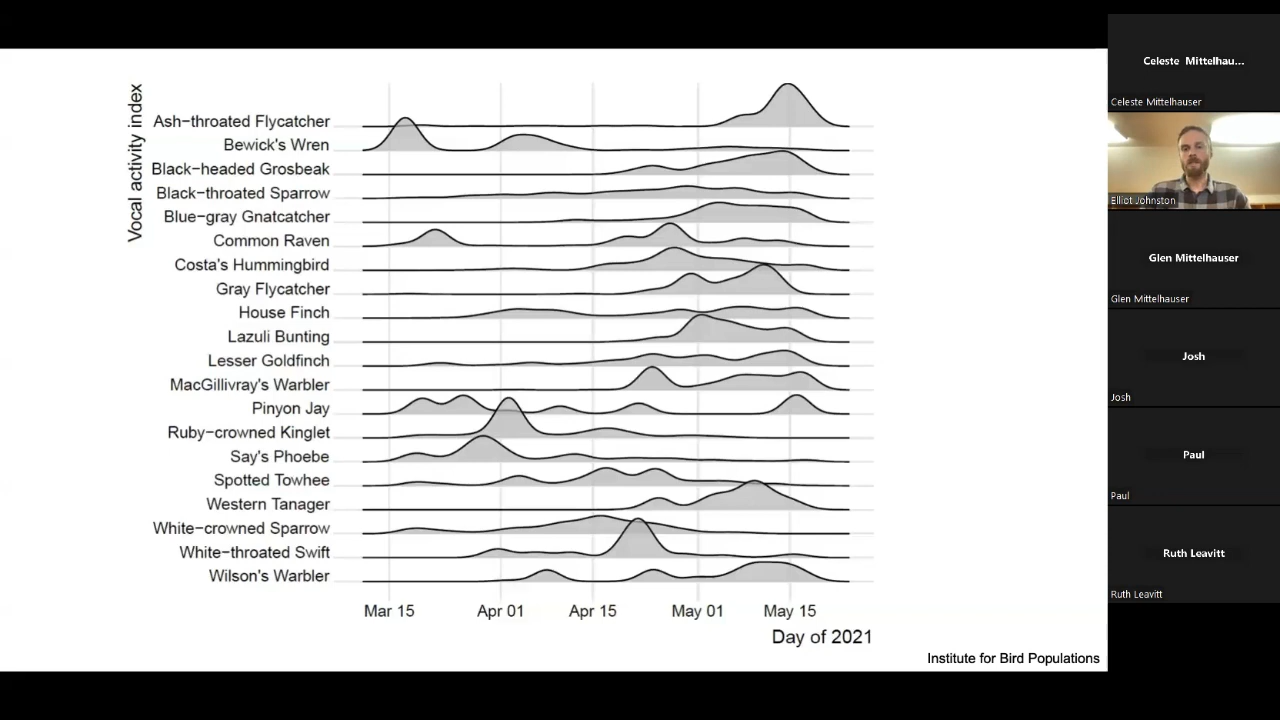 Vocal activity index
Ash-throated Flycatcher
Bewick's Wren
Black-headed Grosbeak
Black-throated Sparrow
Blue-gray Gnatcatcher
Common Raven
Costa's Hummingbird
Gray Flycatcher
House Finch
Lazuli Bunting
Lesser Goldfinch
MacGillivray's Warbler
Pinyon Jay
Ruby-crowned Kinglet
Say's Phoebe
Spotted Towhee
Western Tanager
White-crowned Sparrow
White-throated Swift
Wilson's Warbler
Mar 15 Apr 01 Apr 15 May 01 May 15
Day of 2021
Institute for Bird Populations
Celeste Mittelhau...
Celeste Mittelhauser
Elliot Johnston
Glen Mittelhauser
Glen Mittelhauser
Josh
Josh
Paul
Paul
Ruth Leavitt
Ruth Leavitt